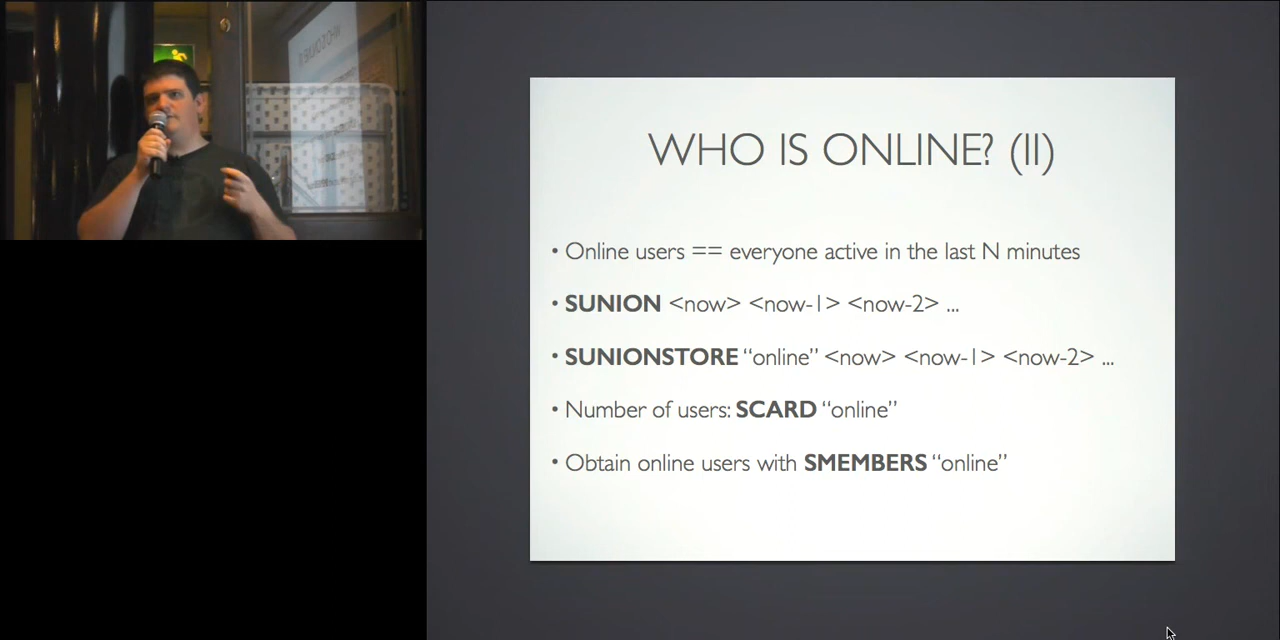 WHO IS ONLINE? (II)
• Online users == everyone active in the last N minutes
• SUNION <now> <now-1> <now-2> ...
• SUNIONSTORE “online” <now> <now-1> <now-2> ...
• Number of users: SCARD “online”
• Obtain online users with SMEMBERS “online”